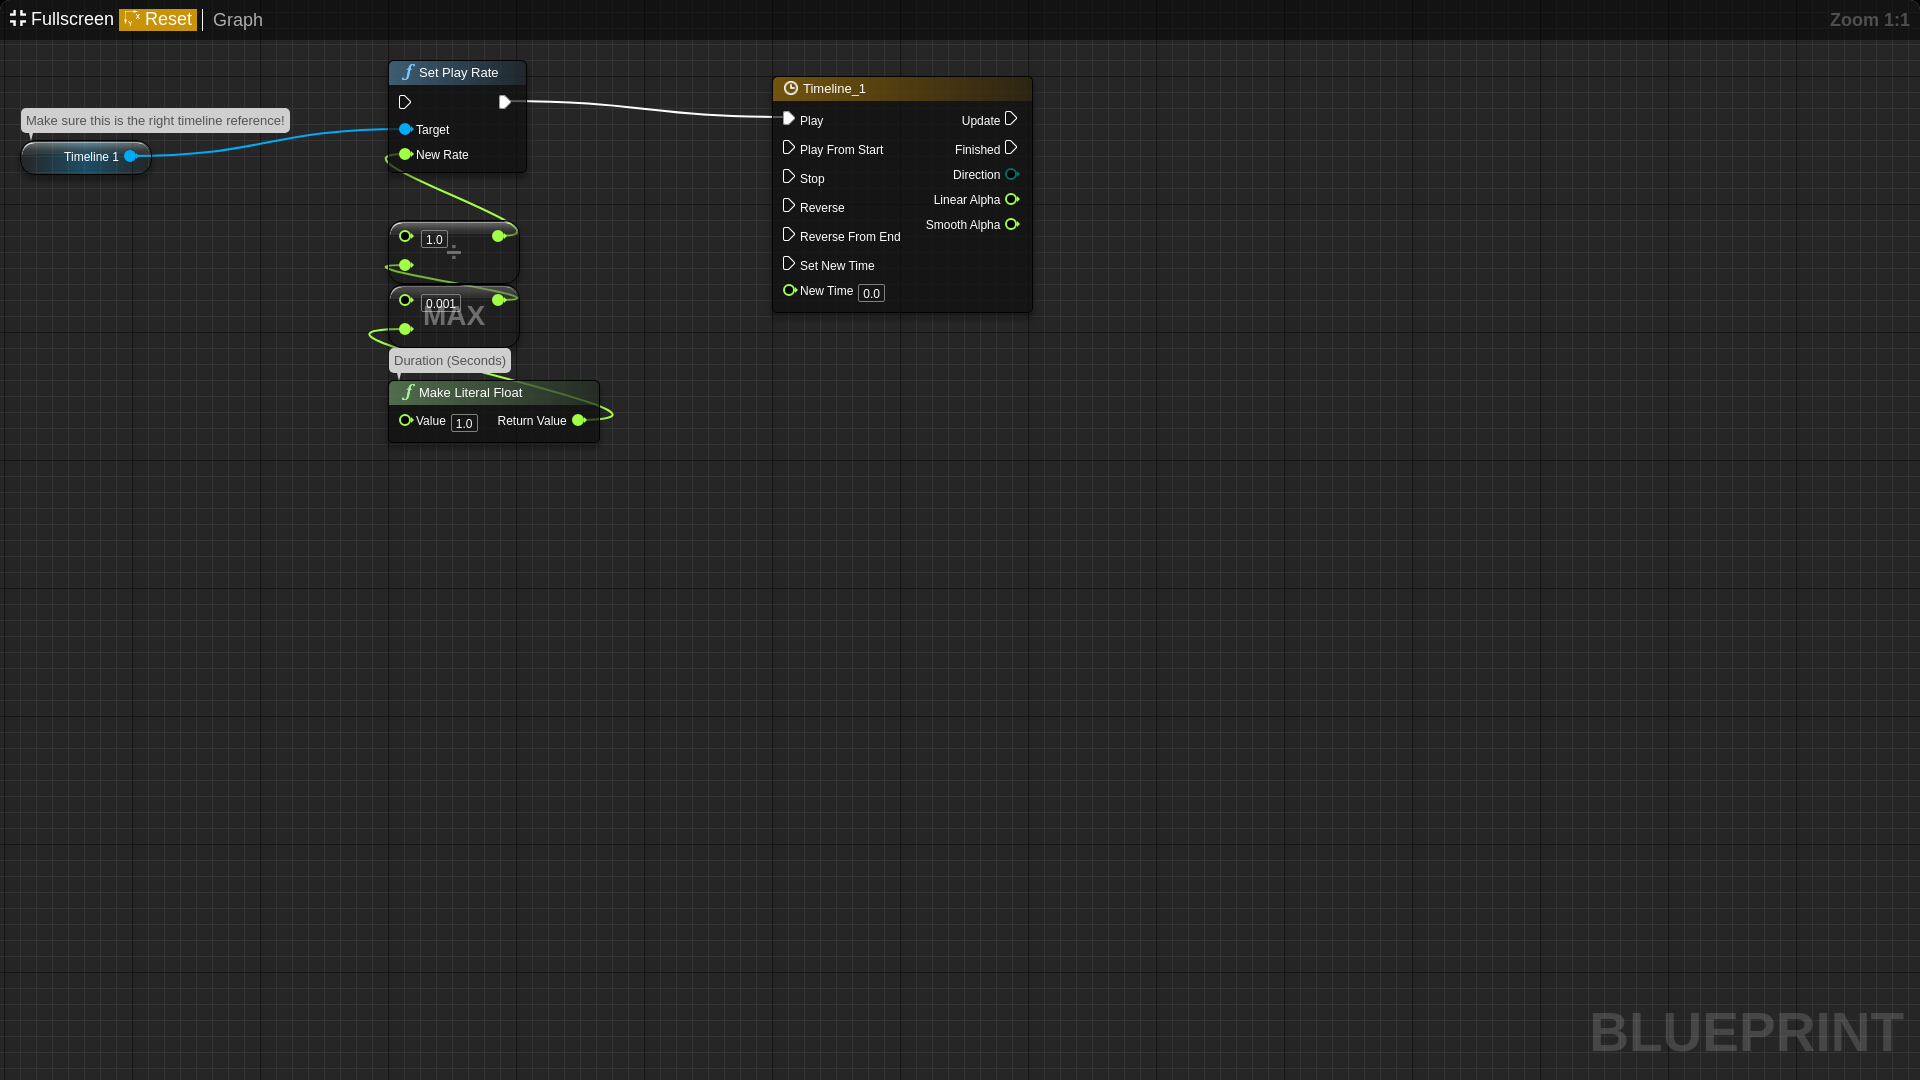 Fullscreen Reset Graph Zoom 1:1
Set Play Rate
Target
New Rate
Make sure this is the right timeline reference!
Timeline 1
1.0
÷
0.001
MAX
Duration (Seconds)
Make Literal Float
Value 1.0 Return Value
Timeline_1
Play Update
Play From Start Finished
Direction
Stop
Linear Alpha
Reverse
Smooth Alpha
Reverse From End
Set New Time
New Time 0.0
BLUEPRINT